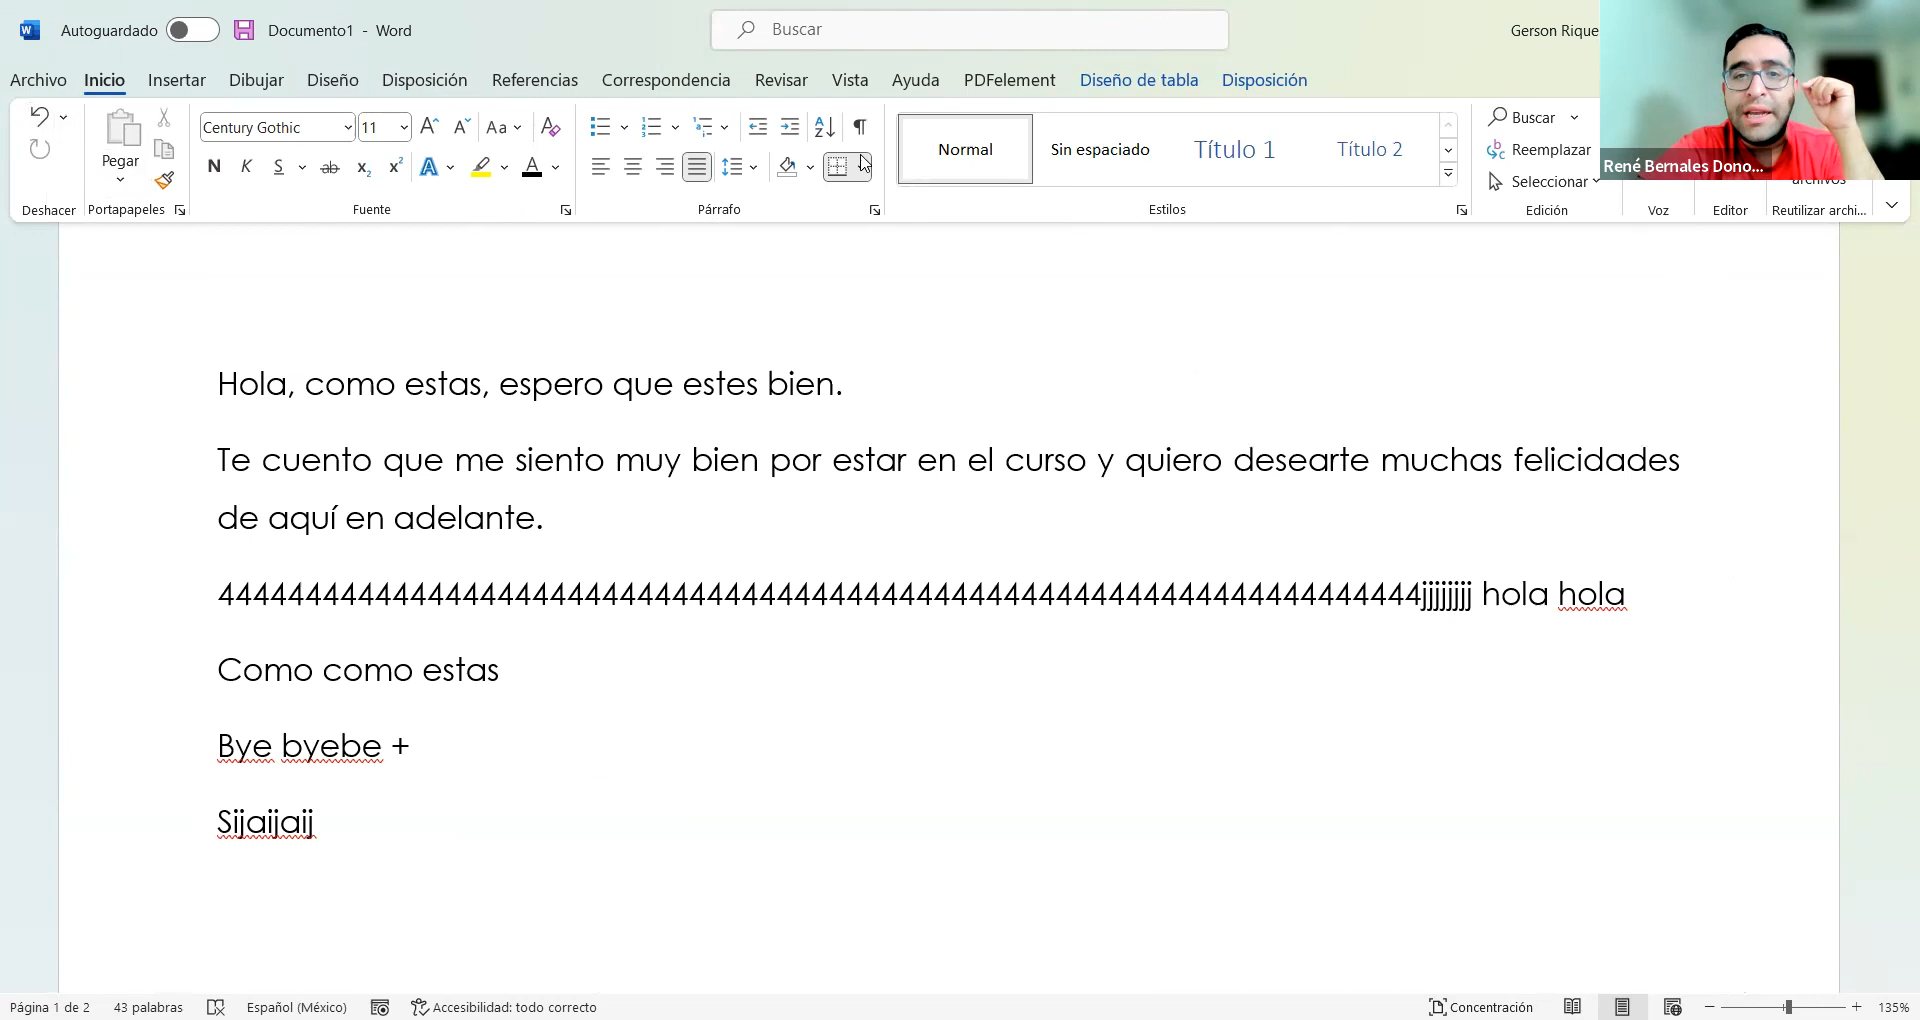 Autoguardado Documento1 - Word Buscar Gerson Rique
Archivo Inicio Insertar Dibujar Diseño Disposición Referencias Correspondencia Revisar Vista Ayuda PDFelement Diseño de tabla Disposición
Pegar
Century Gothic 11 Aa
N K S ab x₂ x² A A
Normal Sin espaciado Título 1 Título 2
Buscar
Reemplazar
Seleccionar
René Bernales Dono...
Deshacer Portapapeles Fuente Párrafo Estilos Edición Voz Editor Reutilizar archi...
Hola, como estas, espero que estes bien.
Te cuento que me siento muy bien por estar en el curso y quiero desearte muchas felicidades
de aquí en adelante.
444444444444444444444444444444444444444444444444444444444444444444444jjjjjjjj hola hola
Como como estas
Bye byebe +
Sijaijaij
Página 1 de 2 43 palabras Español (México) Accesibilidad: todo correcto Concentración 135%